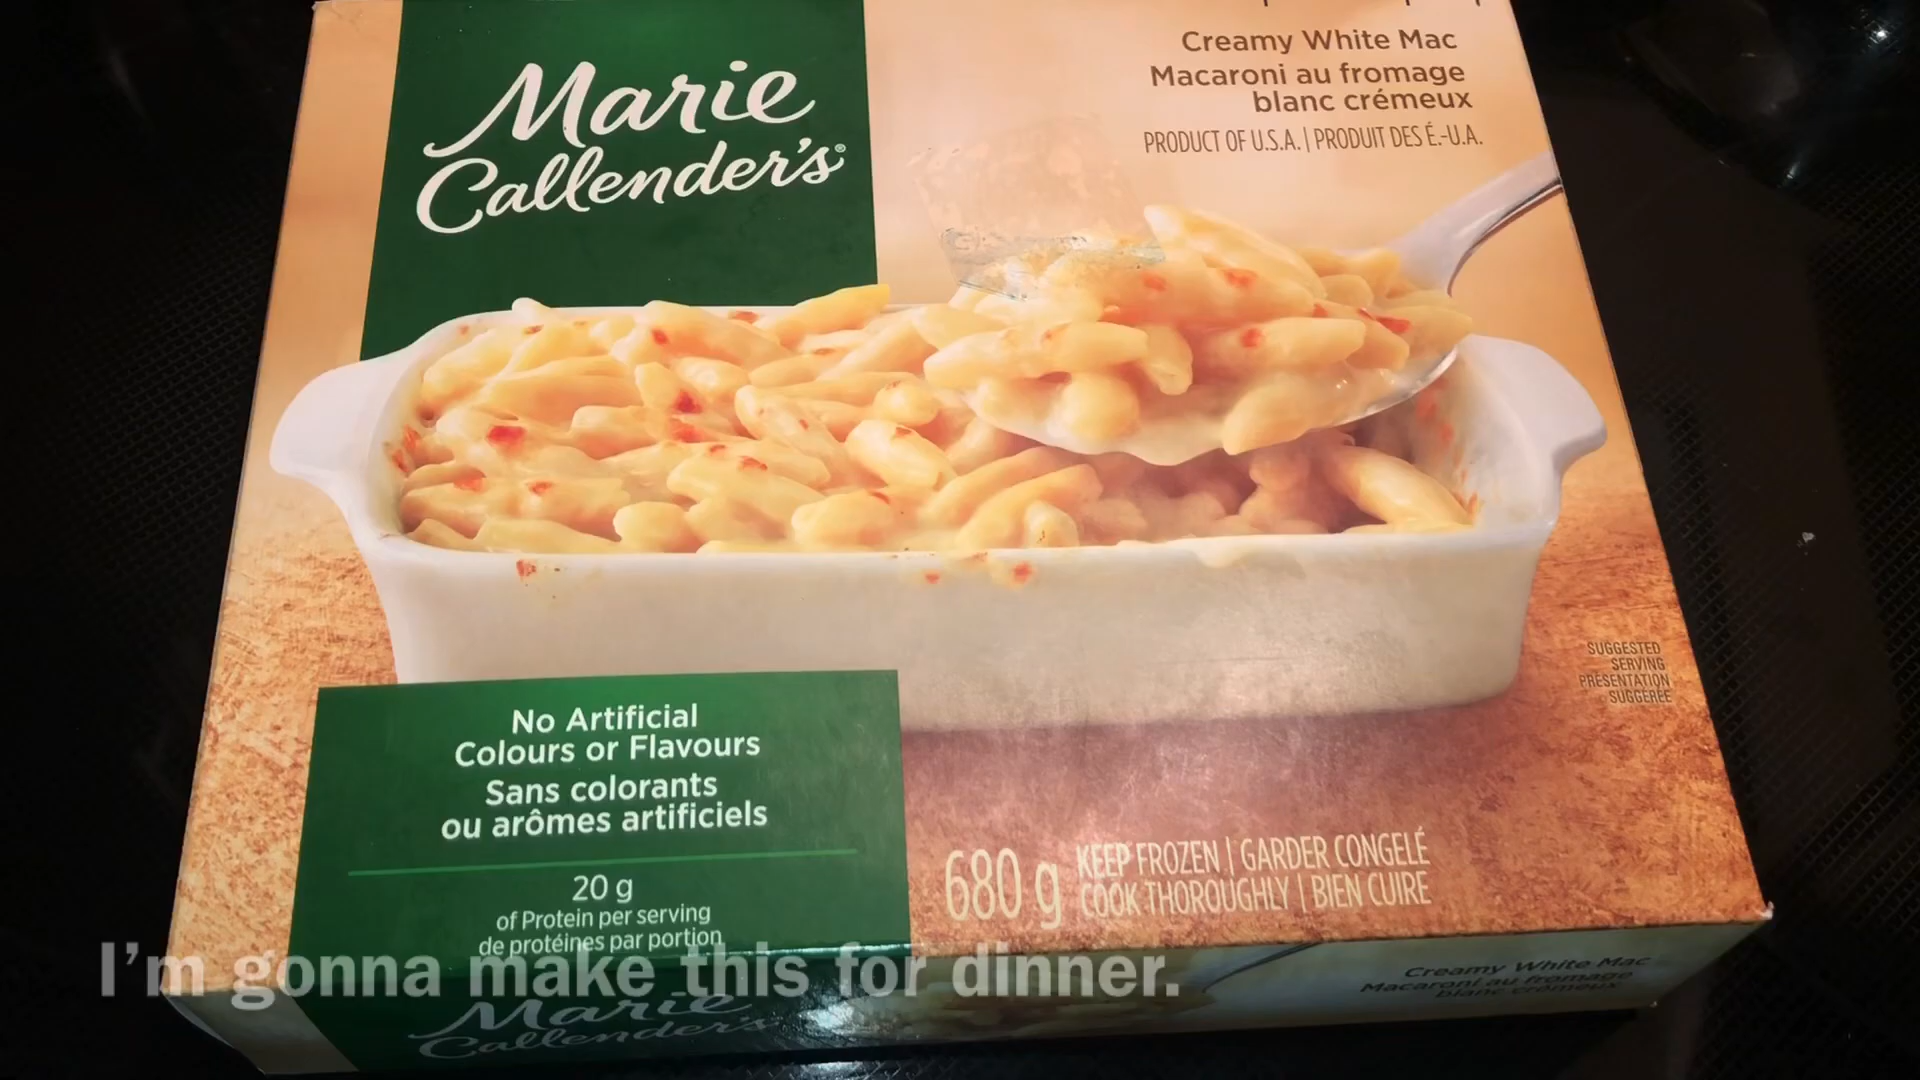 Marie
Callender's®
Creamy White Mac
Macaroni au fromage
blanc crémeux
PRODUCT OF U.S.A. | PRODUIT DES É.-U.A.
SUGGESTED
SERVING
PRÉSENTATION
SUGGÉRÉE
No Artificial
Colours or Flavours
Sans colorants
ou arômes artificiels
20 g
of Protein per serving
de protéines par portion
680 g
KEEP FROZEN | GARDER CONGELÉ
COOK THOROUGHLY | BIEN CUIRE
I'm gonna make this for dinner.
Marie
Callender's
Creamy White Mac
Macaroni au fromage
blanc crémeux